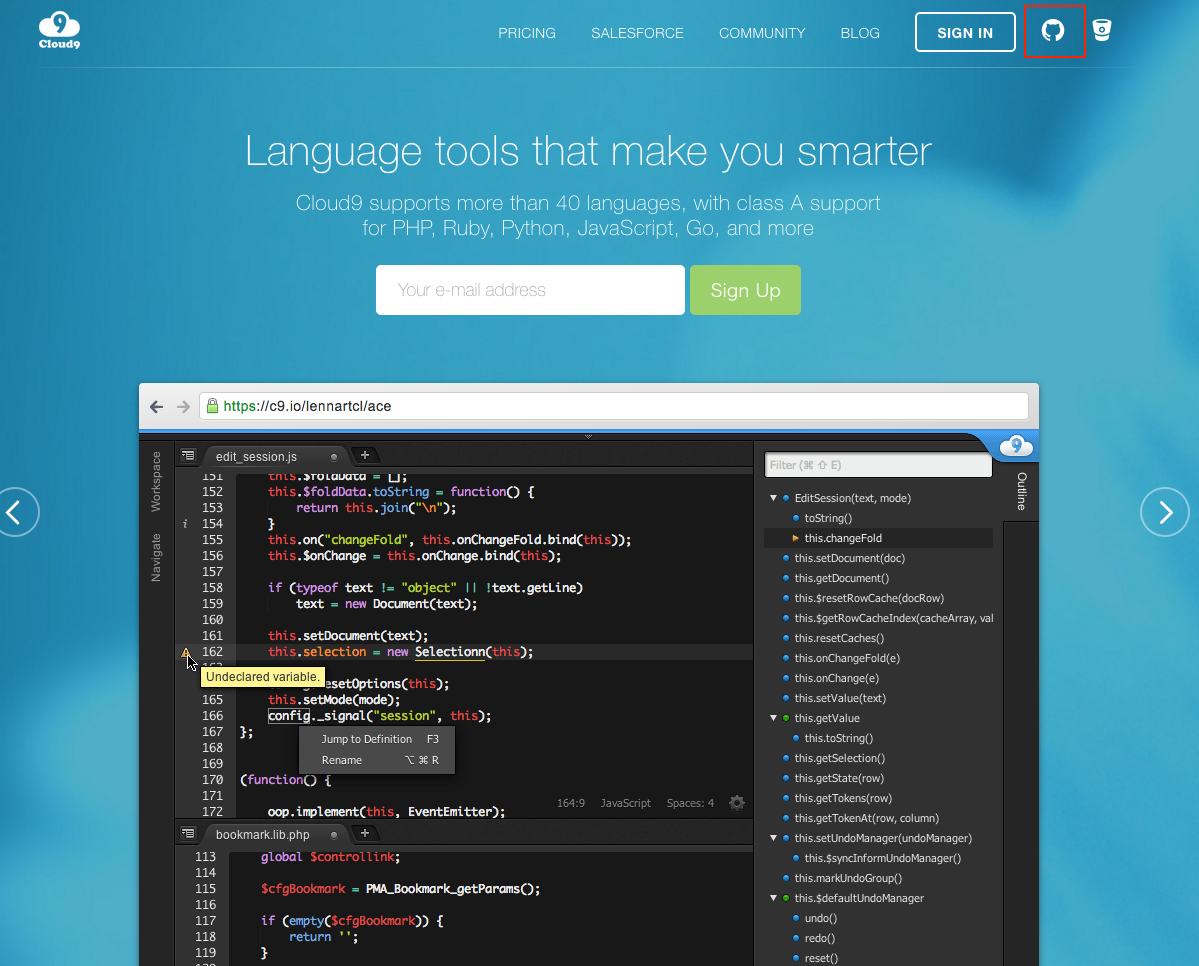 9
Cloud9
PRICING
SALESFORCE
COMMUNITY
BLOG
SIGN IN
Language tools that make you smarter
Cloud9 supports more than 40 languages, with class A support
for PHP, Ruby, Python, JavaScript, Go, and more
Your e-mail address
Sign Up
https://c9.io/lennartcl/ace
9
Workspace
Navigate
edit_session.js
151 this.$foldData = [];
152 this.$foldData.toString = function() {
153 return this.join("\n");
i 154 }
155 this.on("changeFold", this.onChangeFold.bind(this));
156 this.$onChange = this.onChange.bind(this);
157
158 if (typeof text != "object" || !text.getLine)
159 text = new Document(text);
160
161 this.setDocument(text);
162 this.selection = new Selectionn(this);
163
Undeclared variable.
esetOptions(this);
165 this.setMode(mode);
166 config._signal("session", this);
167 };
Jump to Definition F3
Rename ⌥ ⌘ R
168
169
170 (function() {
171
172 oop.implement(this, EventEmitter);
164:9 JavaScript Spaces: 4
bookmark.lib.php
113 global $controllink;
114
115 $cfgBookmark = PMA_Bookmark_getParams();
116
117 if (empty($cfgBookmark)) {
118 return '';
119 }
Filter (⌘ ⇧ E)
Outline
EditSession(text, mode)
toString()
this.changeFold
this.setDocument(doc)
this.getDocument()
this.$resetRowCache(docRow)
this.$getRowCacheIndex(cacheArray, val
this.resetCaches()
this.onChangeFold(e)
this.onChange(e)
this.setValue(text)
this.getValue
this.toString()
this.getSelection()
this.getState(row)
this.getTokens(row)
this.getTokenAt(row, column)
this.setUndoManager(undoManager)
this.$syncInformUndoManager()
this.markUndoGroup()
this.$defaultUndoManager
undo()
redo()
reset()